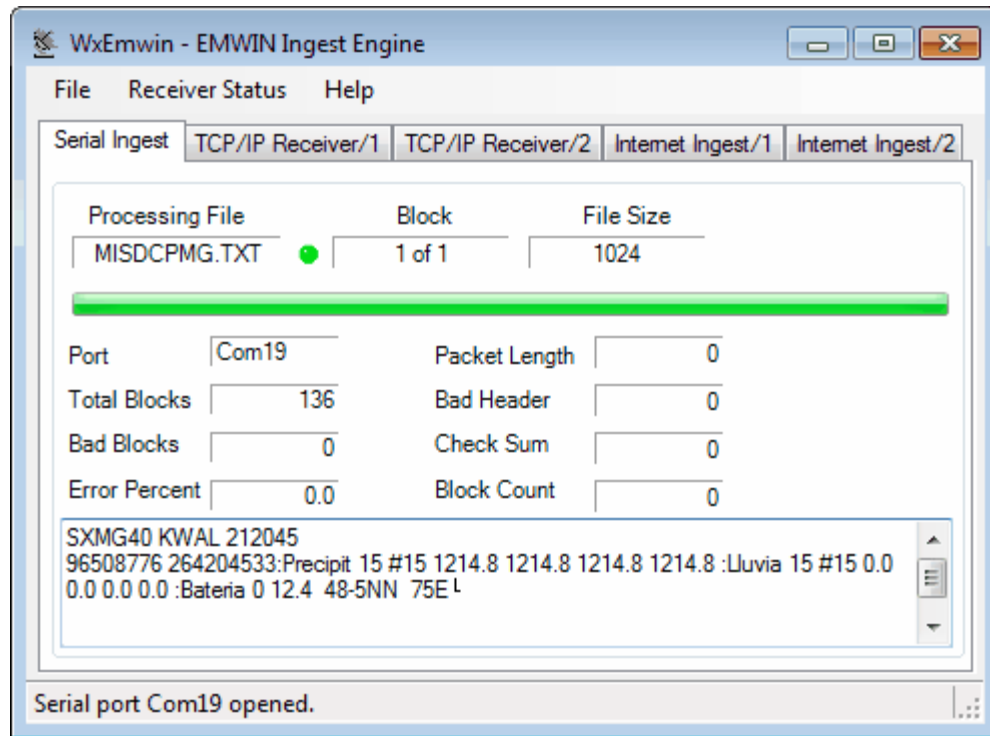 WxEmwin - EMWIN Ingest Engine
File Receiver Status Help
Serial Ingest TCP/IP Receiver/1 TCP/IP Receiver/2 Internet Ingest/1 Internet Ingest/2
Processing File Block File Size
MISDCPMG.TXT 1 of 1 1024
Port Com19 Packet Length 0
Total Blocks 136 Bad Header 0
Bad Blocks 0 Check Sum 0
Error Percent 0.0 Block Count 0
SXMG40 KWAL 212045
96508776 264204533:Precipit 15 #15 1214.8 1214.8 1214.8 1214.8 :Lluvia 15 #15 0.0
0.0 0.0 0.0 :Bateria 0 12.4 48-5NN 75E└
Serial port Com19 opened.